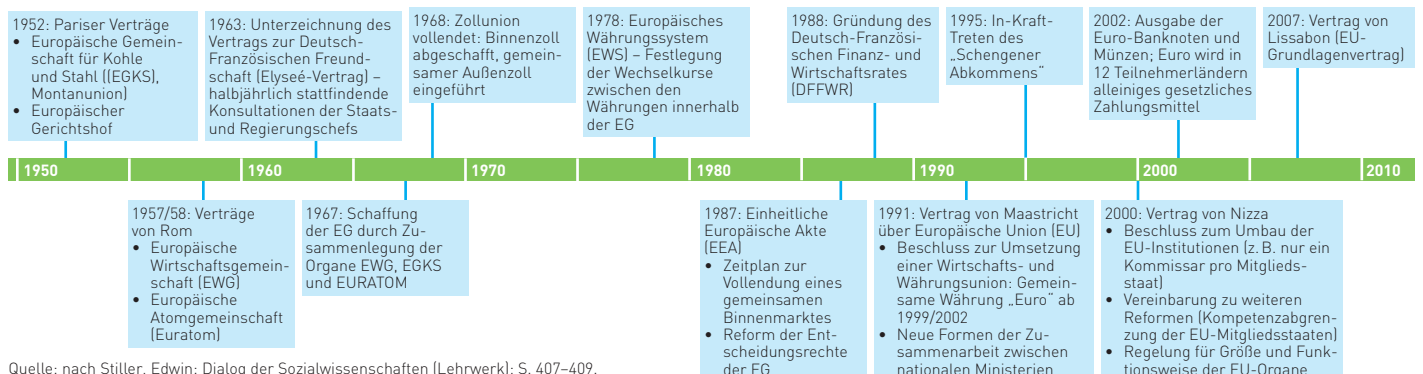 1952: Pariser Verträge
• Europäische Gemein-
schaft für Kohle
und Stahl ((EGKS),
Montanunion)
• Europäischer
Gerichtshof
1963: Unterzeichnung des
Vertrags zur Deutsch-
Französischen Freund-
schaft (Elyseé-Vertrag) –
halbjährlich stattfindende
Konsultationen der Staats-
und Regierungschefs
1968: Zollunion
vollendet: Binnenzoll
abgeschafft, gemein-
samer Außenzoll
eingeführt
1978: Europäisches
Währungssystem
(EWS) – Festlegung
der Wechselkurse
zwischen den
Währungen innerhalb
der EG
1988: Gründung des
Deutsch-Französi-
schen Finanz- und
Wirtschaftsrates
(DFFWR)
1995: In-Kraft-
Treten des
„Schengener
Abkommens“
2002: Ausgabe der
Euro-Banknoten und
Münzen; Euro wird in
12 Teilnehmerländern
alleiniges gesetzliches
Zahlungsmittel
2007: Vertrag von
Lissabon (EU-
Grundlagenvertrag)
1950 1960 1970 1980 1990 2000 2010
1957/58: Verträge
von Rom
• Europäische
Wirtschaftsgemein-
schaft (EWG)
• Europäische
Atomgemeinschaft
(Euratom)
1967: Schaffung
der EG durch Zu-
sammenlegung der
Organe EWG, EGKS
und EURATOM
1987: Einheitliche
Europäische Akte
(EEA)
• Zeitplan zur
Vollendung eines
gemeinsamen
Binnenmarktes
• Reform der Ent-
scheidungsrechte
der EG
1991: Vertrag von Maastricht
über Europäische Union (EU)
• Beschluss zur Umsetzung
einer Wirtschafts- und
Währungsunion: Gemein-
same Währung „Euro“ ab
1999/2002
• Neue Formen der Zu-
sammenarbeit zwischen
nationalen Ministerien
2000: Vertrag von Nizza
• Beschluss zum Umbau der
EU-Institutionen (z. B. nur ein
Kommissar pro Mitglieds-
staat)
• Vereinbarung zu weiteren
Reformen (Kompetenzabgren-
zung der EU-Mitgliedsstaaten)
• Regelung für Größe und Funk-
tionsweise der EU-Organe
Quelle: nach Stiller, Edwin: Dialog der Sozialwissenschaften (Lehrwerk); S. 407–409.